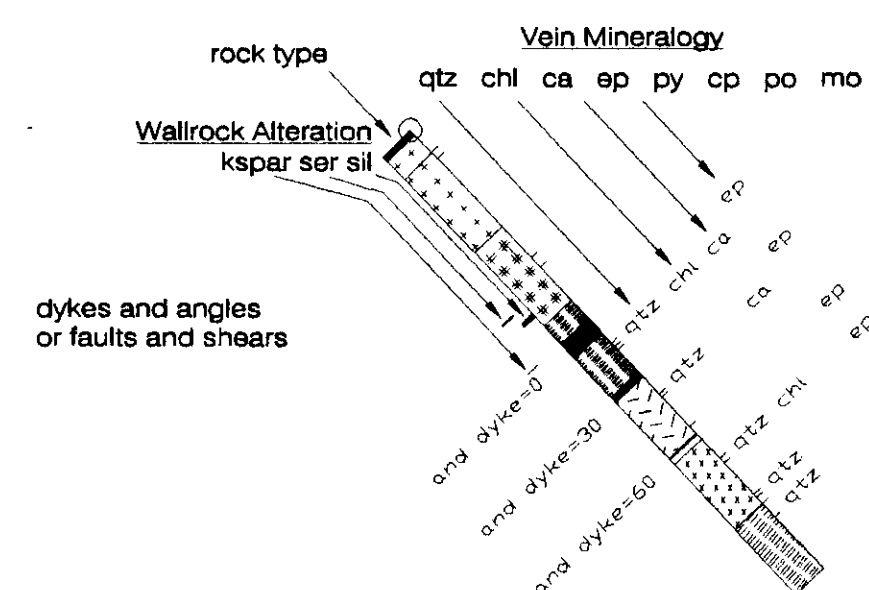 Vein Mineralogy
rock type
qtz chl ca ep py cp po mo
Wallrock Alteration
kspar ser sil
dykes and angles
or faults and shears
ep
qtz chl ca ep
qtz ca ep
qtz chl ep
qtz
qtz
and dyke=0
and dyke=30
and dyke=60